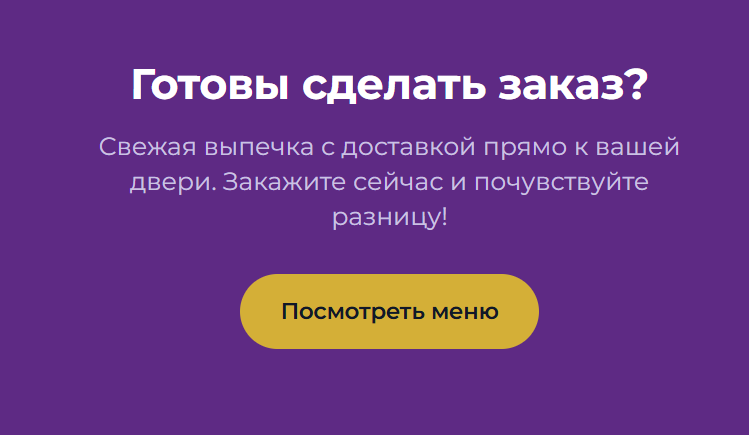 Готовы сделать заказ?
Свежая выпечка с доставкой прямо к вашей
двери. Закажите сейчас и почувствуйте
разницу!
Посмотреть меню